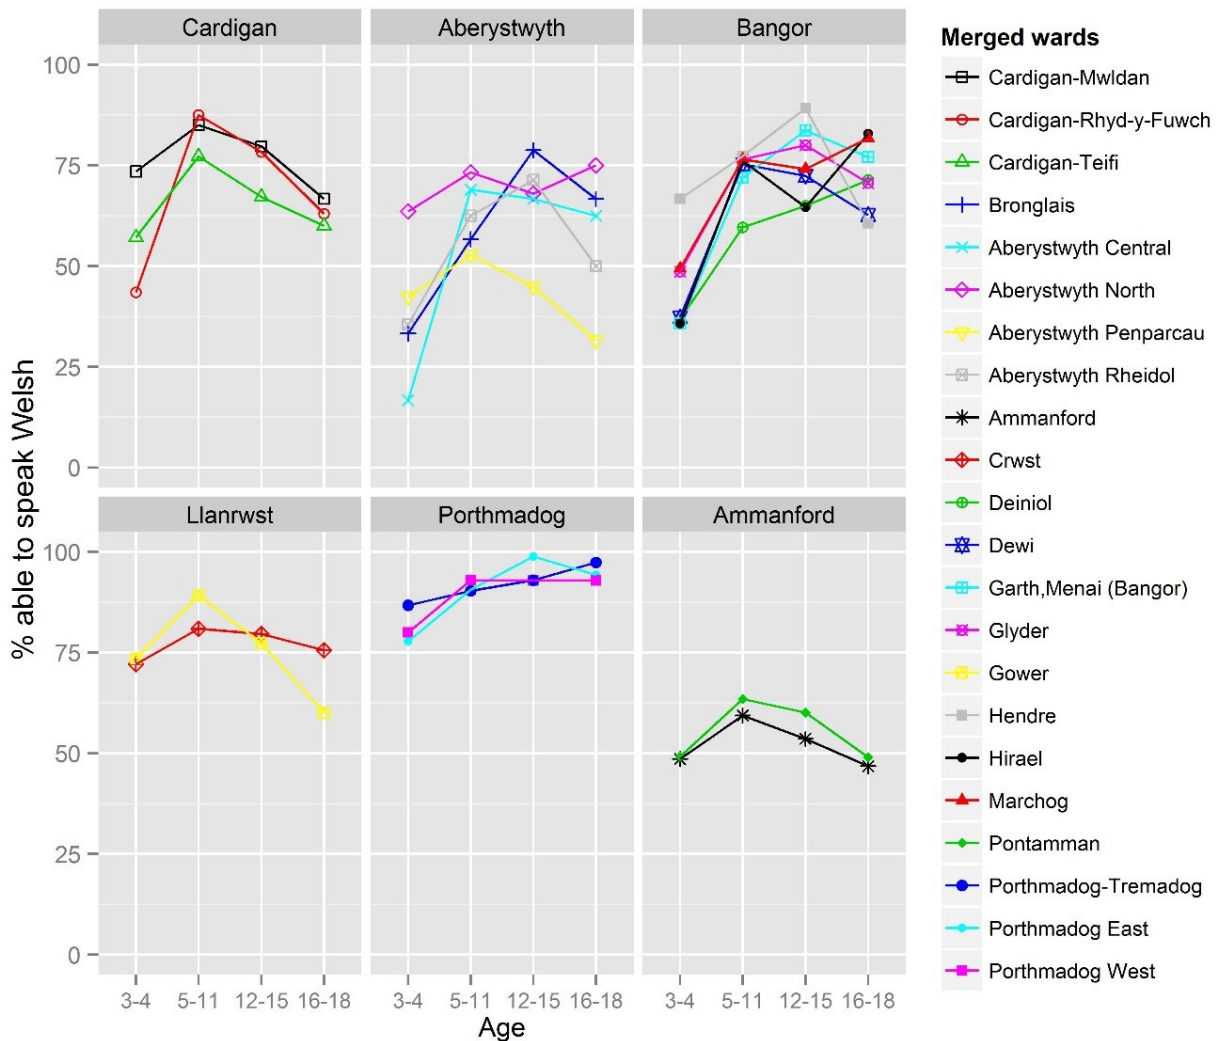 Cardigan
Aberystwyth
Bangor
100
75
50
25
0
Llanrwst
Porthmadog
Ammanford
100
75
50
25
0
3-4 5-11 12-15 16-18
3-4 5-11 12-15 16-18
3-4 5-11 12-15 16-18
Age
% able to speak Welsh
Merged wards
Cardigan-Mwldan
Cardigan-Rhyd-y-Fuwch
Cardigan-Teifi
Bronglais
Aberystwyth Central
Aberystwyth North
Aberystwyth Penparcau
Aberystwyth Rheidol
Ammanford
Crwst
Deiniol
Dewi
Garth,Menai (Bangor)
Glyder
Gower
Hendre
Hirael
Marchog
Pontamman
Porthmadog-Tremadog
Porthmadog East
Porthmadog West